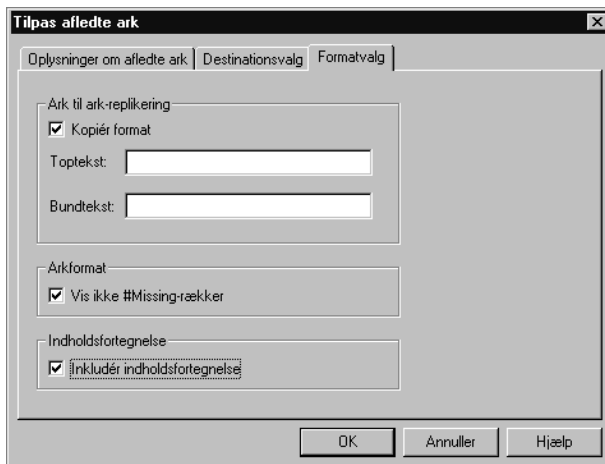 Tilpas afledte ark
Oplysninger om afledte ark Destinationsvalg Formatvalg
Ark til ark-replikering
Kopiér format
Toptekst:
Bundtekst:
Arkformat
Vis ikke #Missing-rækker
Indholdsfortegnelse
Inkludér indholdsfortegnelse
OK Annuller Hjælp